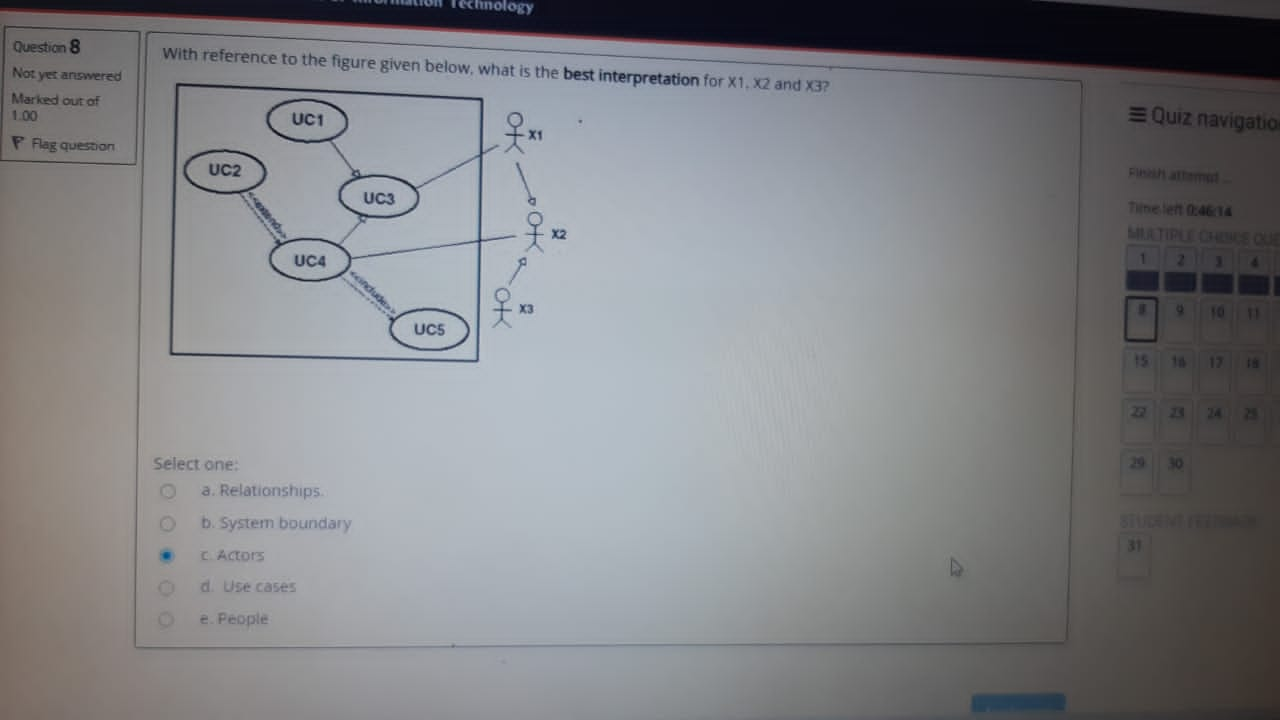 Technology
Question 8
Not yet answered
Marked out of
1.00
Flag question
With reference to the figure given below, what is the best interpretation for X1, X2 and X3?
UC1
UC2
UC3
UC4
UC5
<<extend>>
<<include>>
X1
X2
X3
Select one:
a. Relationships.
b. System boundary
c. Actors
d. Use cases
e. People
Quiz navigatio
Finish attempt ...
Time left 0:46:14
MULTIPLE CHOICE QUE
1 2 3 4
8 9 10 11
15 16 17 18
22 23 24 25
29 30
STUDENT FEEDBACK
31